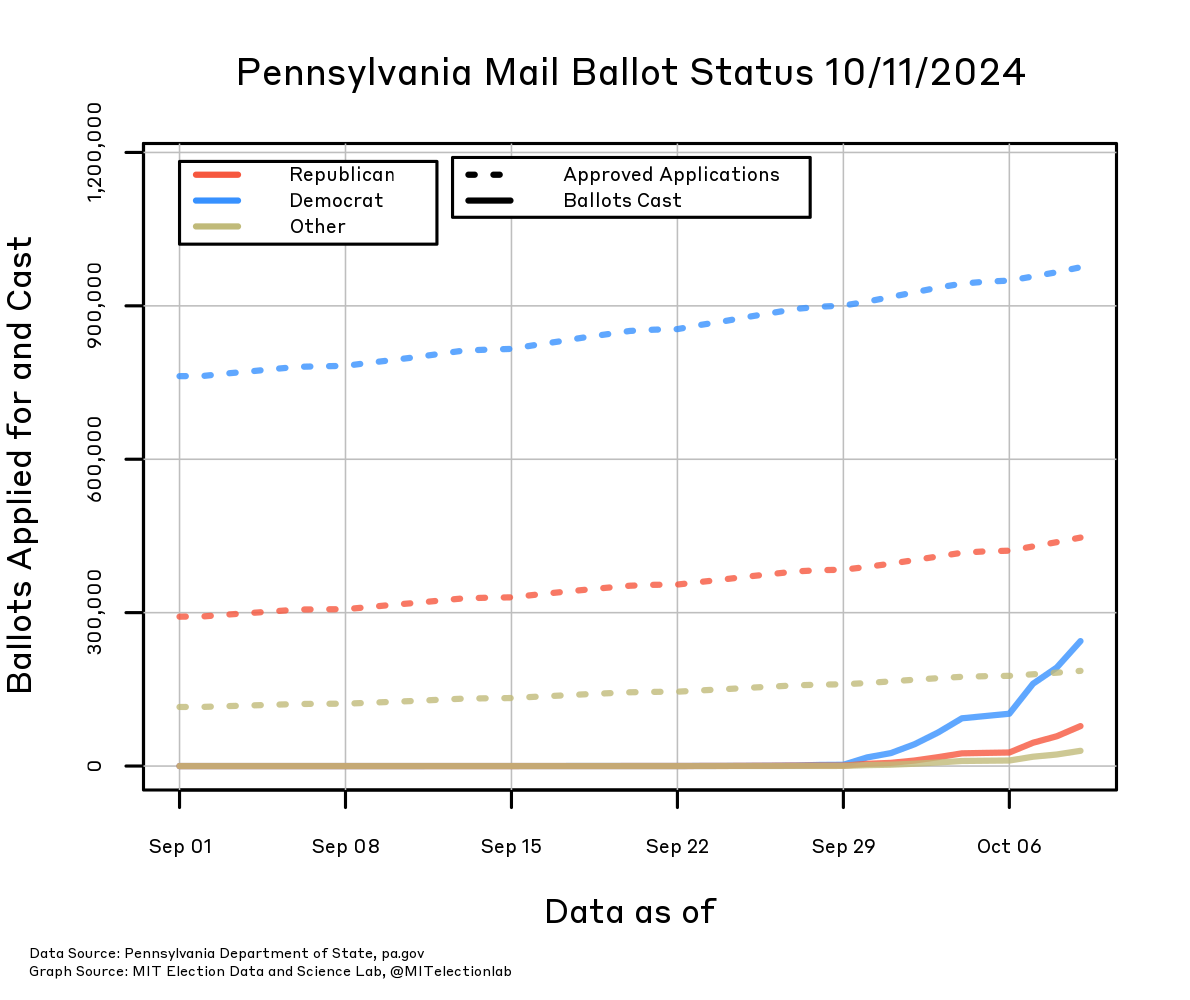 Pennsylvania Mail Ballot Status 10/11/2024
Ballots Applied for and Cast
1,200,000
900,000
600,000
300,000
0
Republican
Democrat
Other
Approved Applications
Ballots Cast
Sep 01
Sep 08
Sep 15
Sep 22
Sep 29
Oct 06
Data as of
Data Source: Pennsylvania Department of State, pa.gov
Graph Source: MIT Election Data and Science Lab, @MITelectionlab